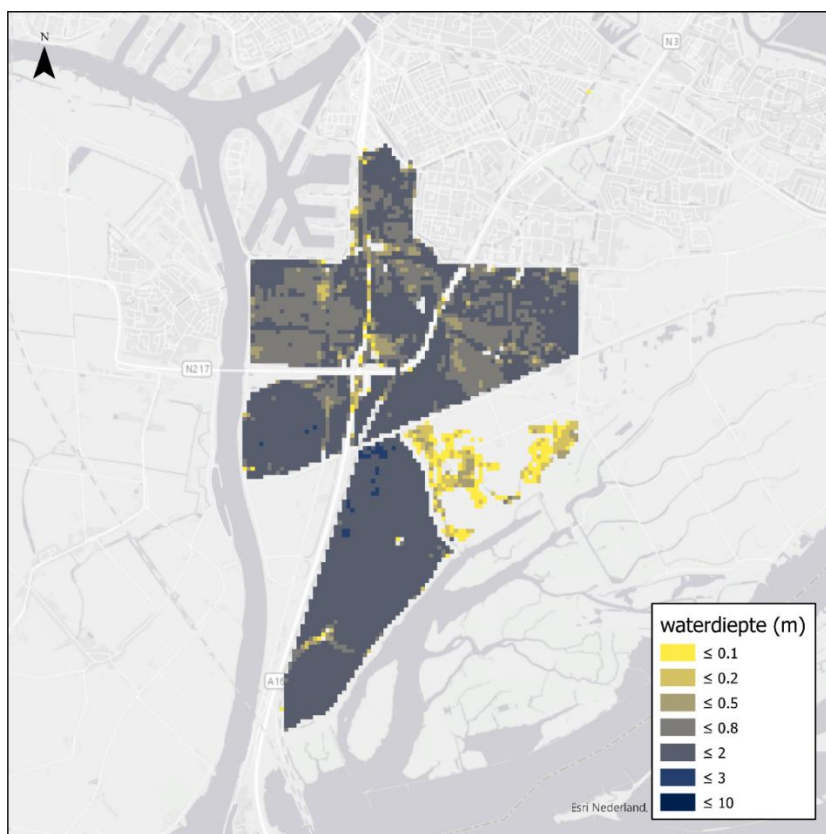 N
N3
N217
A16
waterdiepte (m)
≤ 0.1
≤ 0.2
≤ 0.5
≤ 0.8
≤ 2
≤ 3
≤ 10
Esri Nederland,